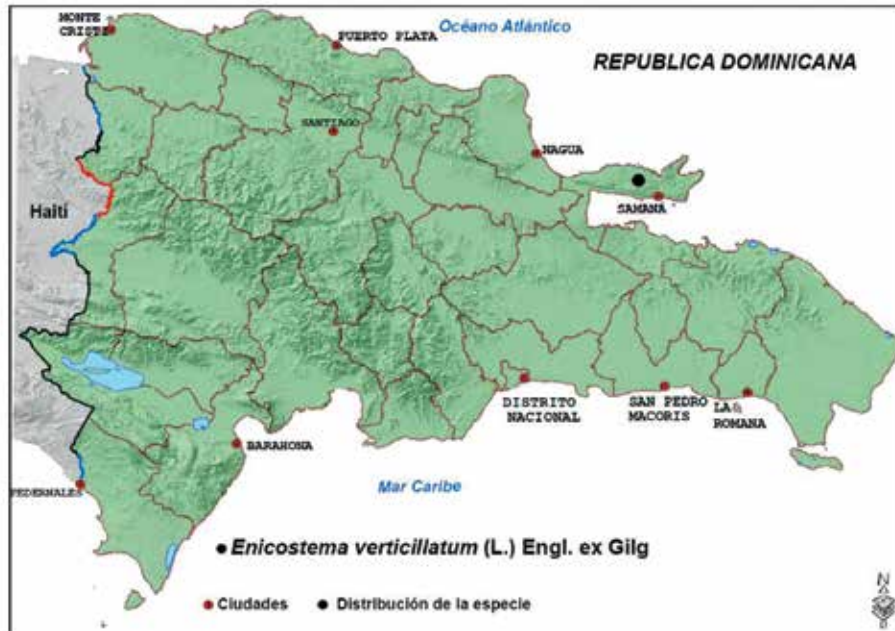 MONTE
CRISTI
PUERTO PLATA
Océano Atlántico
REPUBLICA DOMINICANA
SANTIAGO
NAGUA
Haití
SAMANA
DISTRITO
NACIONAL
SAN PEDRO
MACORIS
LA
ROMANA
BARAHONA
Mar Caribe
PEDERNALES
Enicostema verticillatum (L.) Engl. ex Gilg
Ciudades
Distribución de la especie
N